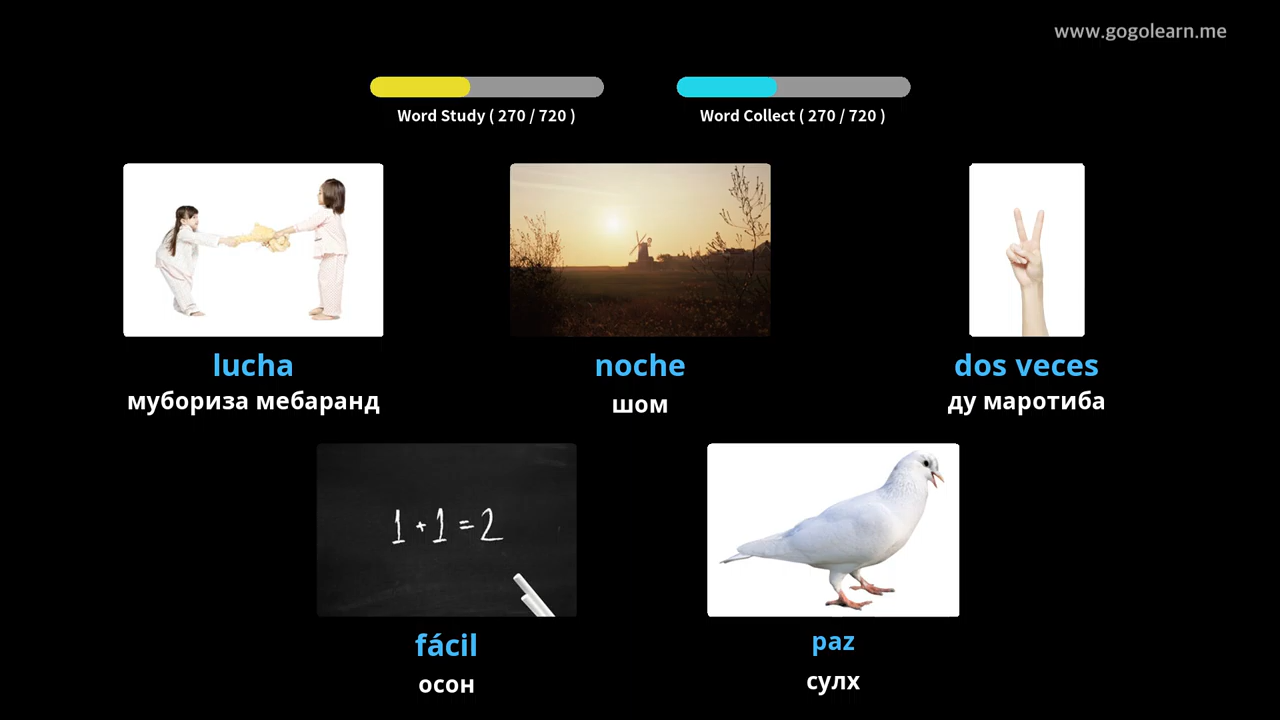 www.gogolearn.me
Word Study ( 270 / 720 )
Word Collect ( 270 / 720 )
lucha
мубориза мебаранд
noche
шом
dos veces
ду маротиба
1 + 1 = 2
fácil
осон
paz
сулх